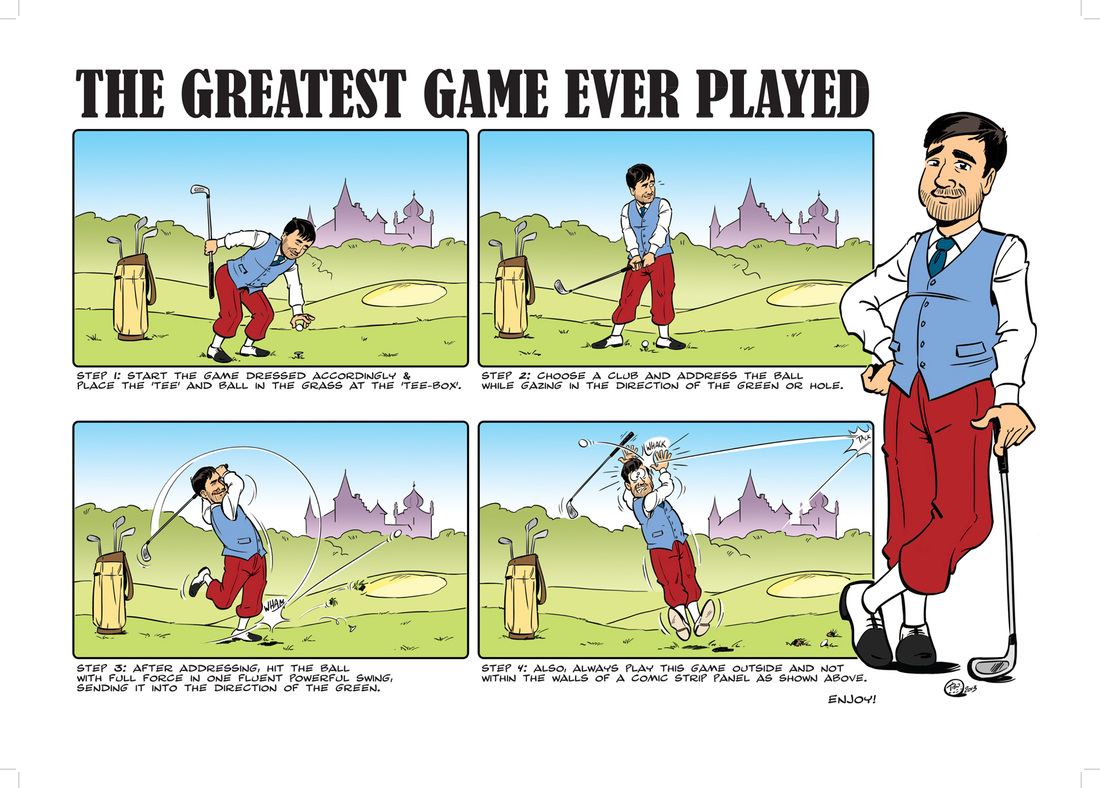 THE GREATEST GAME EVER PLAYED
STEP 1: START THE GAME DRESSED ACCORDINGLY &
PLACE THE 'TEE' AND BALL IN THE GRASS AT THE 'TEE-BOX'.
STEP 2: CHOOSE A CLUB AND ADDRESS THE BALL
WHILE GAZING IN THE DIRECTION OF THE GREEN OR HOLE.
WHAM
STEP 3: AFTER ADDRESSING, HIT THE BALL
WITH FULL FORCE IN ONE FLUENT POWERFUL SWING,
SENDING IT INTO THE DIRECTION OF THE GREEN.
WHACK
STEP 4: ALSO, ALWAYS PLAY THIS GAME OUTSIDE AND NOT
WITHIN THE WALLS OF A COMIC STRIP PANEL AS SHOWN ABOVE.
ENJOY!
2013